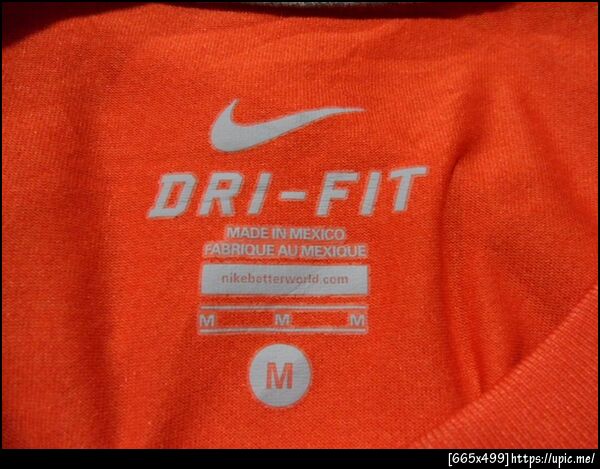 DRI-FIT
MADE IN MEXICO
FABRIQUE AU MEXIQUE
nikebetterworld.com
M M M
M
[665x499]https://upic.me/